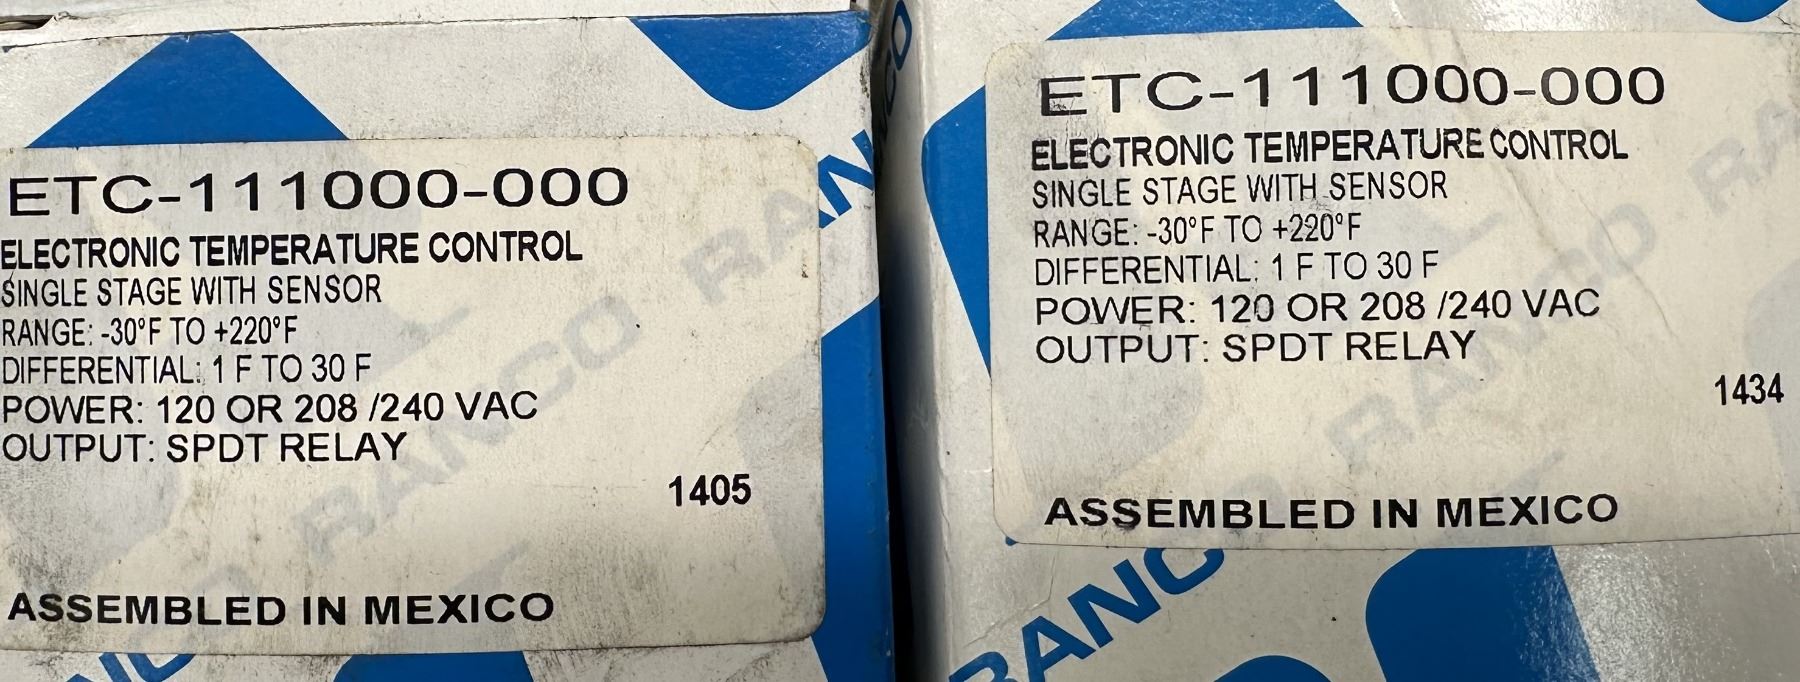 ETC-111000-000
ELECTRONIC TEMPERATURE CONTROL
SINGLE STAGE WITH SENSOR
RANGE: -30°F TO +220°F
DIFFERENTIAL: 1 F TO 30 F
POWER: 120 OR 208 /240 VAC
OUTPUT: SPDT RELAY
1405
ASSEMBLED IN MEXICO
RANCO
ETC-111000-000
ELECTRONIC TEMPERATURE CONTROL
SINGLE STAGE WITH SENSOR
RANGE: -30°F TO +220°F
DIFFERENTIAL: 1 F TO 30 F
POWER: 120 OR 208 /240 VAC
OUTPUT: SPDT RELAY
1434
ASSEMBLED IN MEXICO
RANCO